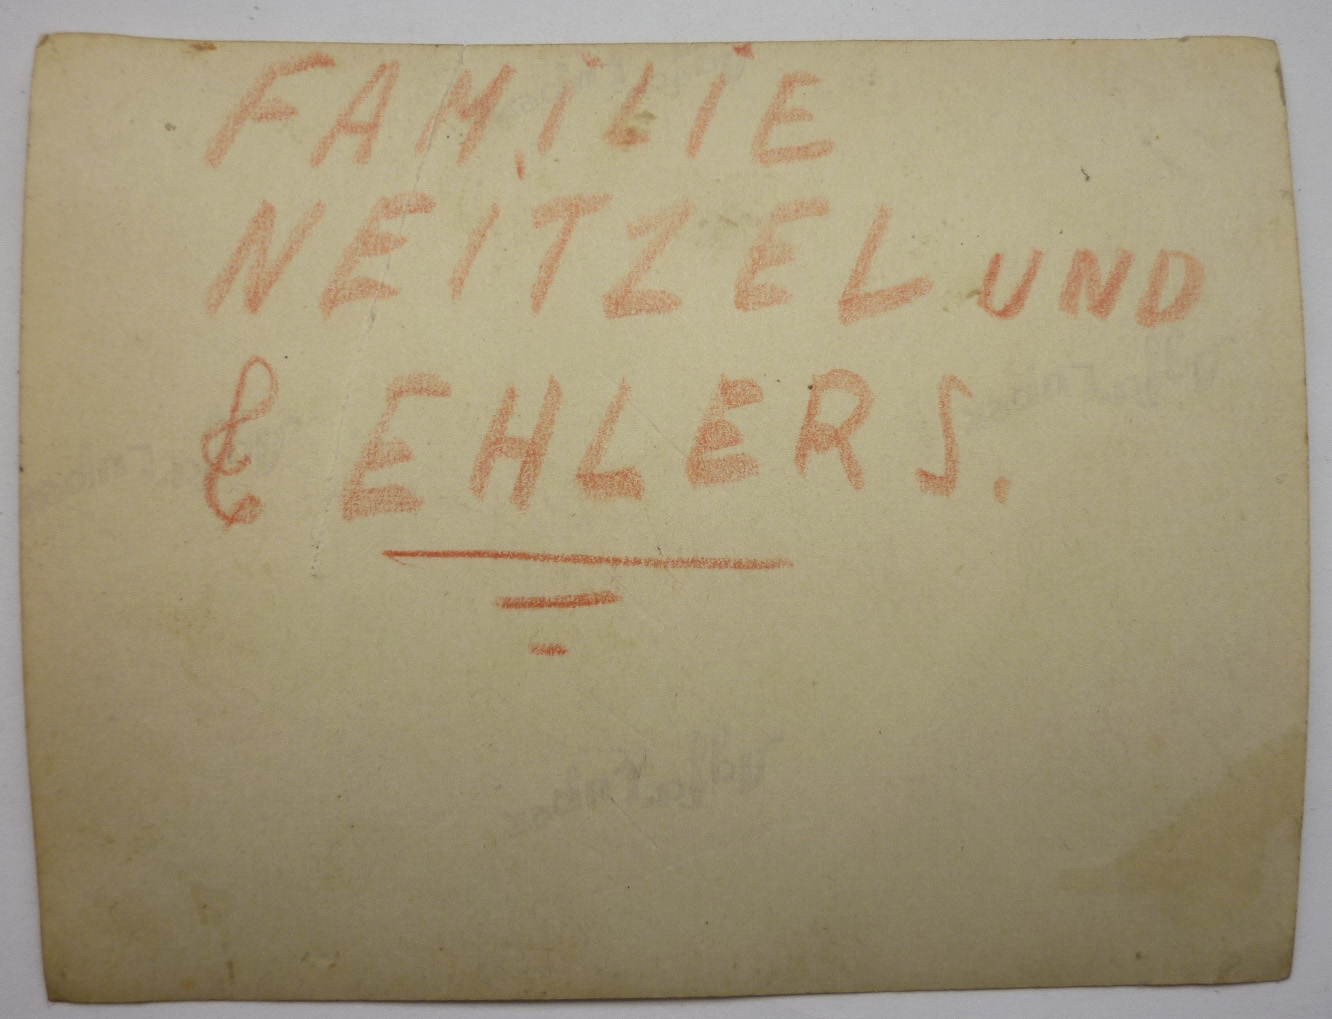 FAMILIE
NEITZEL UND
& EHLERS.